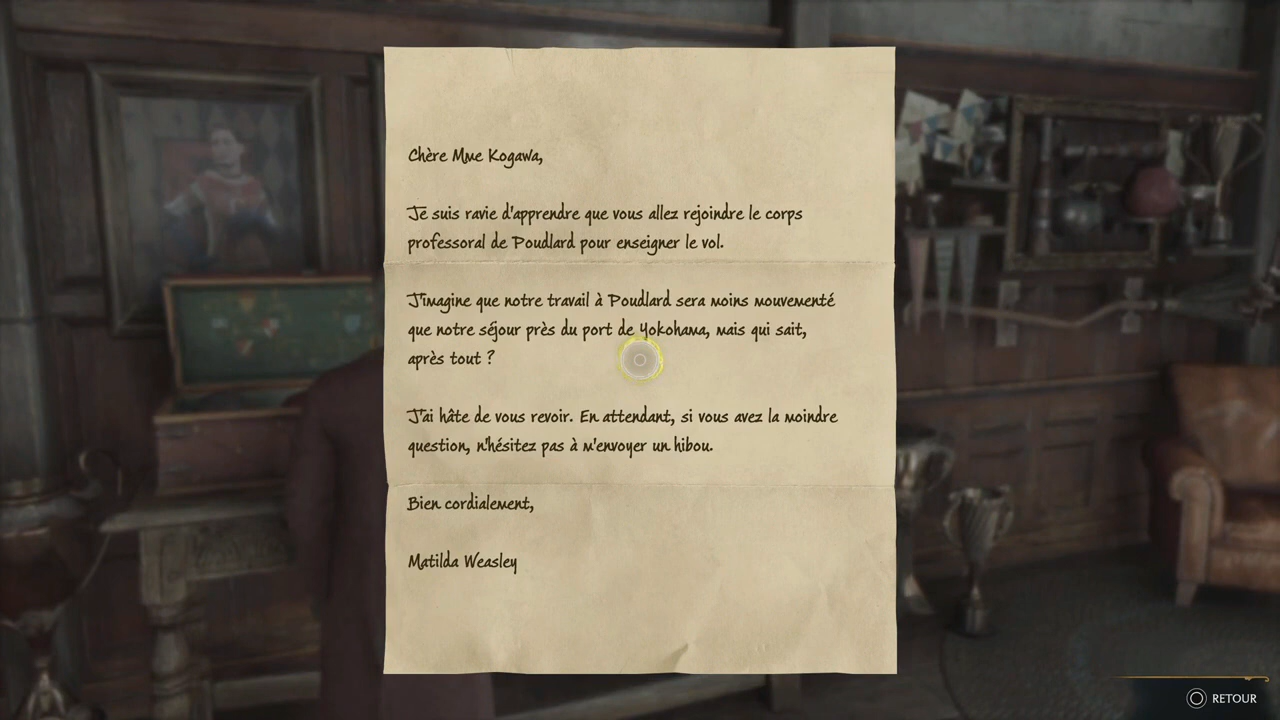 Chère Mme Kogawa,
Je suis ravie d'apprendre que vous allez rejoindre le corps
professoral de Poudlard pour enseigner le vol.
J'imagine que notre travail à Poudlard sera moins mouvementé
que notre séjour près du port de Yokohama, mais qui sait,
après tout ?
J'ai hâte de vous revoir. En attendant, si vous avez la moindre
question, n'hésitez pas à m'envoyer un hibou.
Bien cordialement,
Matilda Weasley
RETOUR